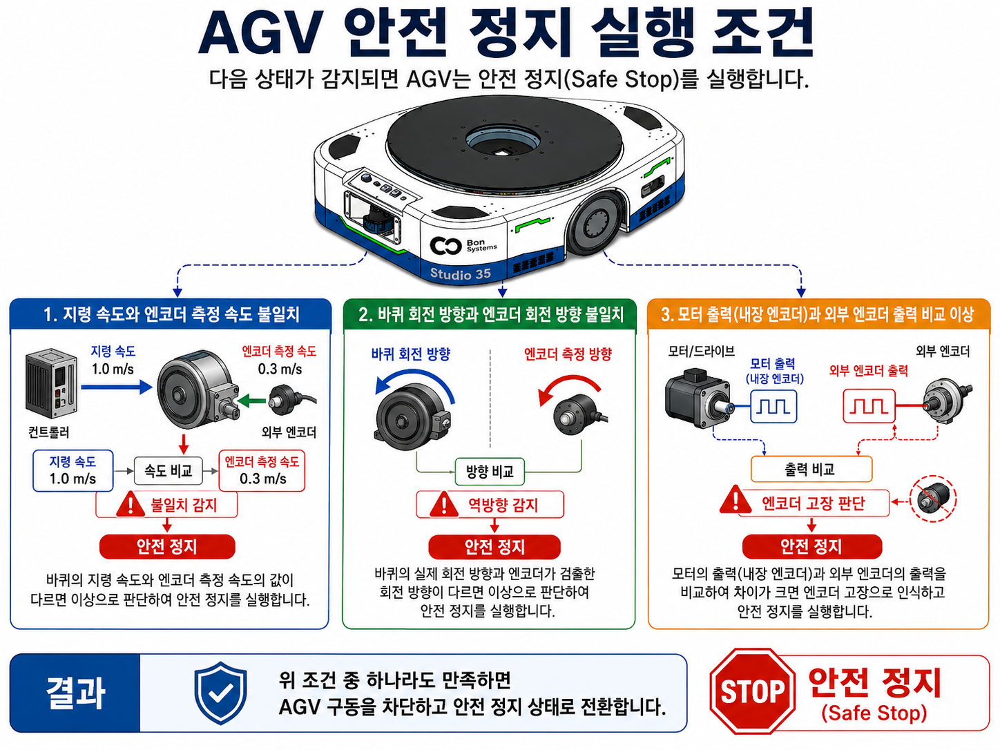 AGV 안전 정지 실행 조건
다음 상태가 감지되면 AGV는 안전 정지(Safe Stop)를 실행합니다.
Bon
Systems
Studio 35
1. 지령 속도와 엔코더 측정 속도 불일치
지령 속도
1.0 m/s
엔코더 측정 속도
0.3 m/s
컨트롤러
외부 엔코더
지령 속도
1.0 m/s
속도 비교
엔코더 측정 속도
0.3 m/s
불일치 감지
안전 정지
바퀴의 지령 속도와 엔코더 측정 속도의 값이
다르면 이상으로 판단하여 안전 정지를 실행합니다.
2. 바퀴 회전 방향과 엔코더 회전 방향 불일치
바퀴 회전 방향
엔코더 측정 방향
방향 비교
역방향 감지
안전 정지
바퀴의 실제 회전 방향과 엔코더가 검출한
회전 방향이 다르면 이상으로 판단하여
안전 정지를 실행합니다.
3. 모터 출력(내장 엔코더)과 외부 엔코더 출력 비교 이상
모터/드라이브
모터 출력
(내장 엔코더)
외부 엔코더 출력
외부 엔코더
출력 비교
엔코더 고장 판단
안전 정지
모터의 출력(내장 엔코더)과 외부 엔코더의 출력을
비교하여 차이가 크면 엔코더 고장으로 인식하고
안전 정지를 실행합니다.
결과
위 조건 중 하나라도 만족하면
AGV 구동을 차단하고 안전 정지 상태로 전환합니다.
STOP
안전 정지
(Safe Stop)